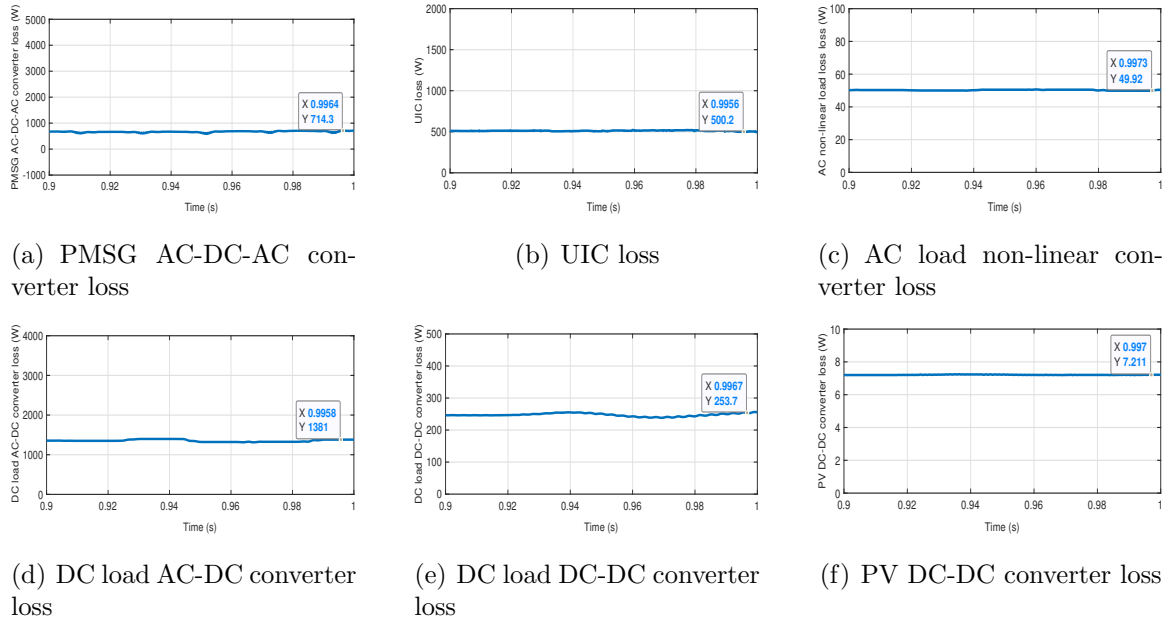 PMSG AC-DC-AC converter loss (W)
5000
4000
3000
2000
1000
0
-1000
X 0.9964
Y 714.3
0.9 0.92 0.94 0.96 0.98 1
Time (s)
(a) PMSG AC-DC-AC con-
verter loss
UIC loss (W)
2000
1500
1000
500
0
X 0.9956
Y 500.2
0.9 0.92 0.94 0.96 0.98 1
Time (s)
(b) UIC loss
AC non-linear load loss loss (W)
100
80
60
40
20
0
X 0.9973
Y 49.92
0.9 0.92 0.94 0.96 0.98 1
Time (s)
(c) AC load non-linear con-
verter loss
DC load AC-DC converter loss (W)
4000
3000
2000
1000
0
X 0.9958
Y 1381
0.9 0.92 0.94 0.96 0.98 1
Time (s)
(d) DC load AC-DC converter
loss
DC load DC-DC converter loss (W)
500
400
300
200
100
0
X 0.9967
Y 253.7
0.9 0.92 0.94 0.96 0.98 1
Time (s)
(e) DC load DC-DC converter
loss
PV DC-DC converter loss (W)
10
8
6
4
2
0
X 0.997
Y 7.211
0.9 0.92 0.94 0.96 0.98 1
Time (s)
(f) PV DC-DC converter loss